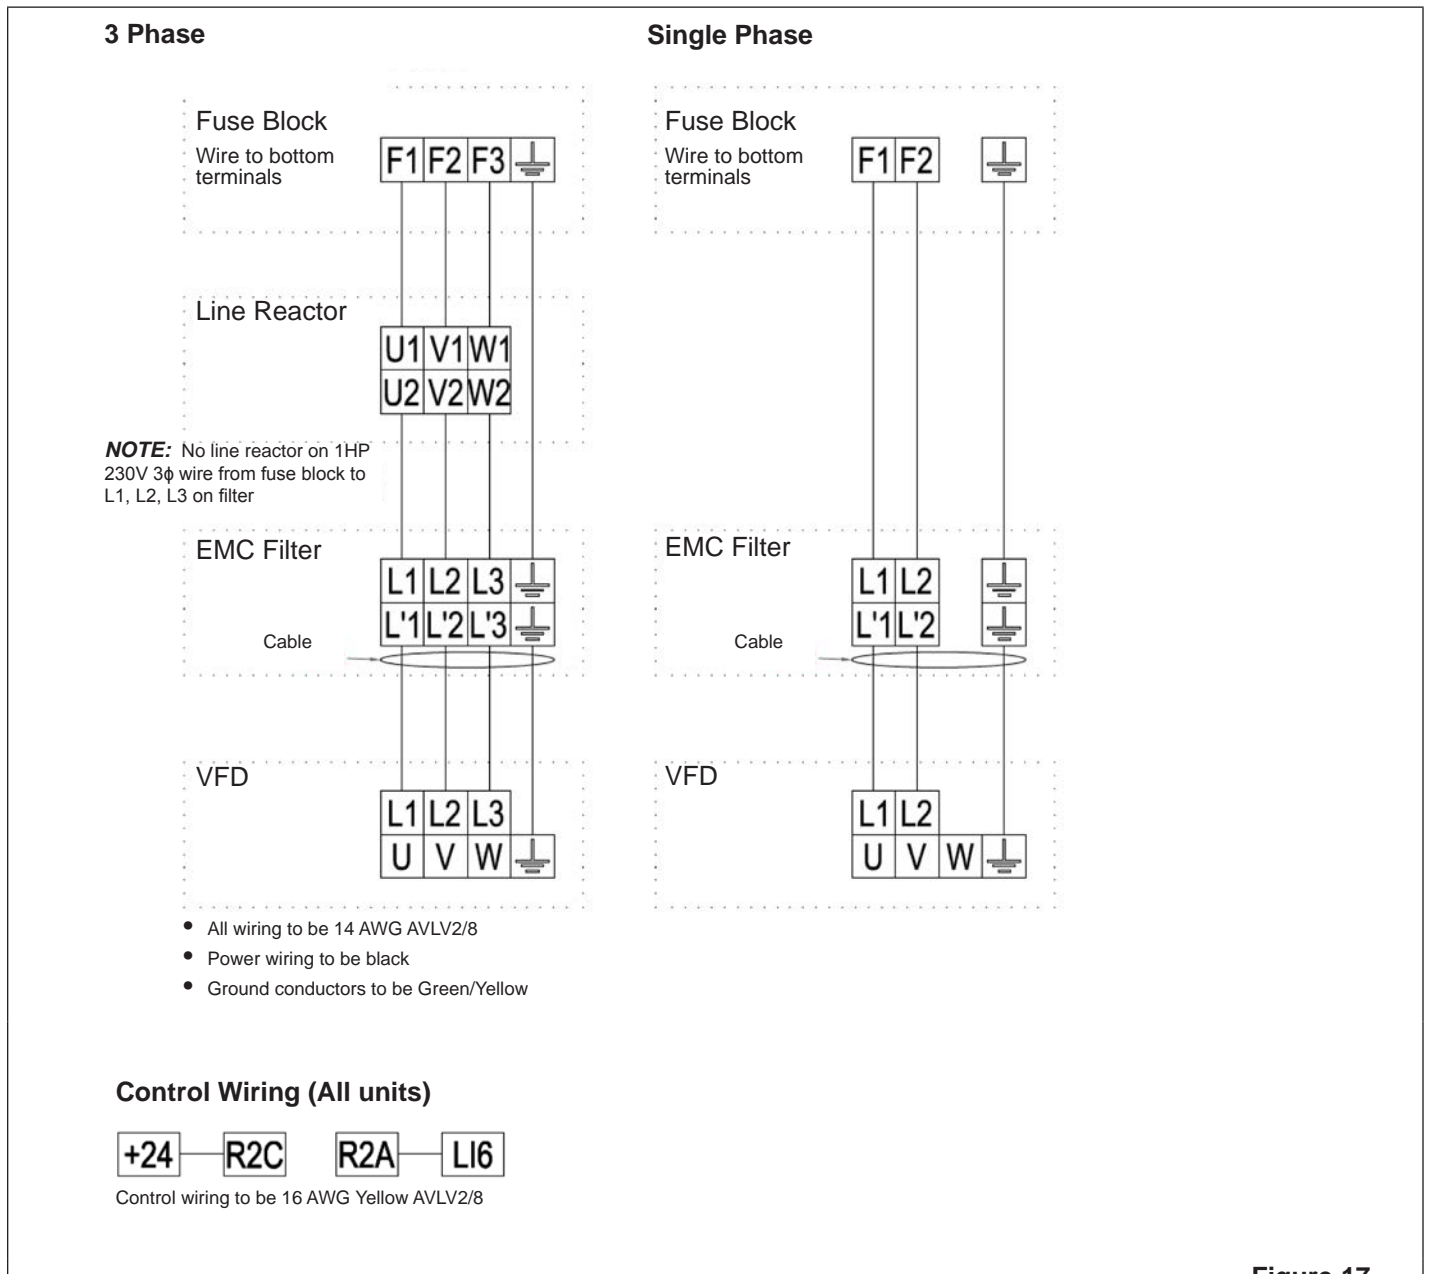 3 Phase
Single Phase
Fuse Block
Wire to bottom
terminals
F1 F2 F3
Line Reactor
U1 V1 W1
U2 V2 W2
NOTE: No line reactor on 1HP
230V 3ϕ wire from fuse block to
L1, L2, L3 on filter
EMC Filter
L1 L2 L3
L'1 L'2 L'3
Cable
VFD
L1 L2 L3
U V W
Fuse Block
Wire to bottom
terminals
F1 F2
EMC Filter
L1 L2
L'1 L'2
Cable
VFD
L1 L2
U V W
• All wiring to be 14 AWG AVLV2/8
• Power wiring to be black
• Ground conductors to be Green/Yellow
Control Wiring (All units)
+24 R2C R2A LI6
Control wiring to be 16 AWG Yellow AVLV2/8
Figure 17